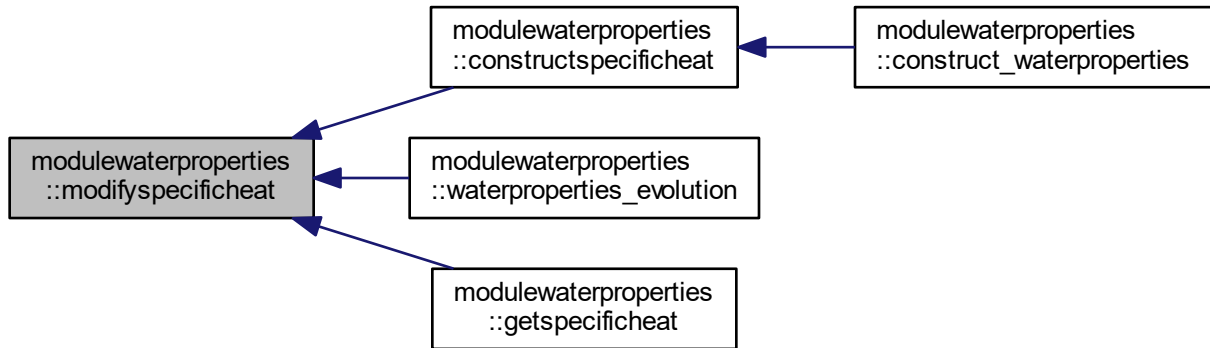 modulewaterproperties
::constructspecificheat
modulewaterproperties
::construct_waterproperties
modulewaterproperties
::modifyspecificheat
modulewaterproperties
::waterproperties_evolution
modulewaterproperties
::getspecificheat